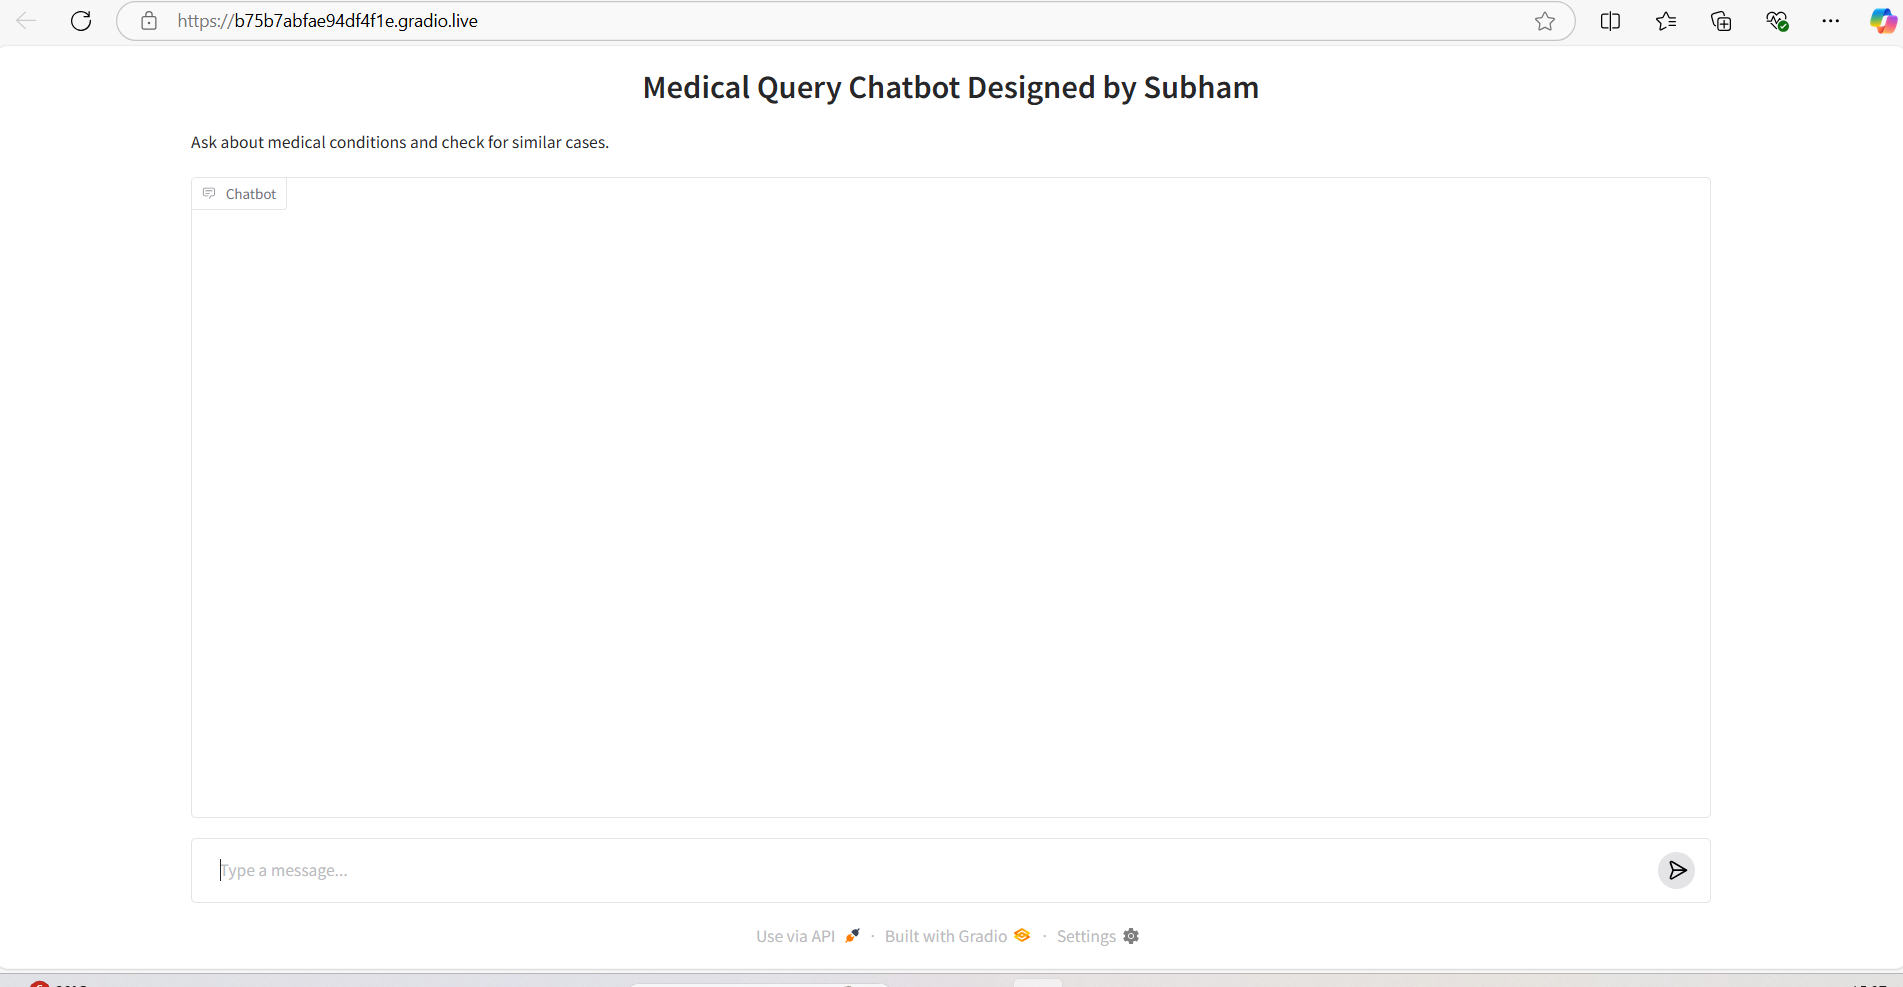 https://b75b7abfae94df4f1e.gradio.live
Medical Query Chatbot Designed by Subham
Ask about medical conditions and check for similar cases.
Chatbot
Type a message...
Use via API · Built with Gradio · Settings